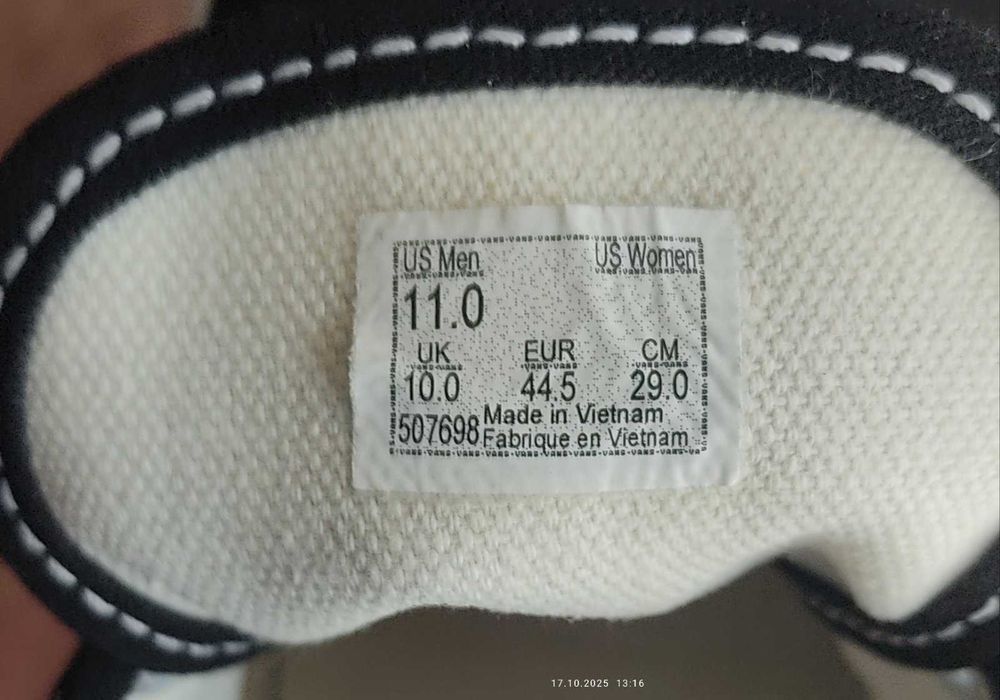 US Men US Women
11.0
UK EUR CM
10.0 44.5 29.0
507698 Made in Vietnam
Fabrique en Vietnam
17.10.2025 13:16